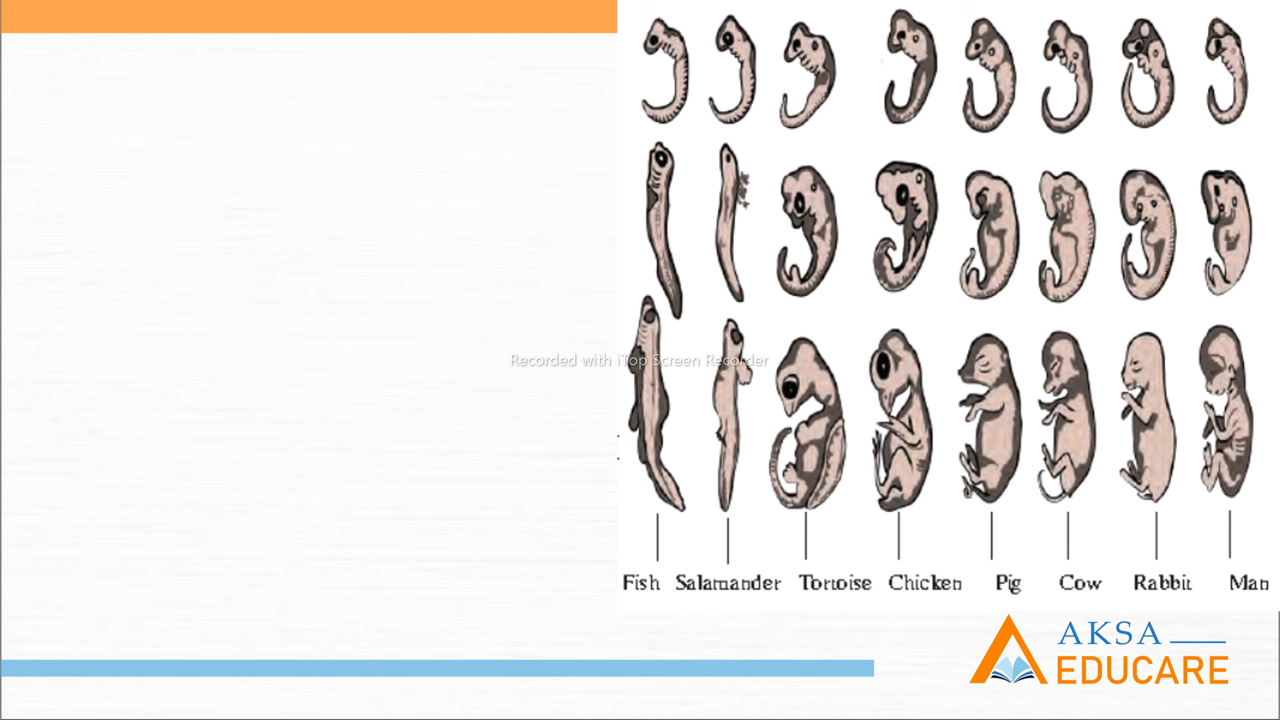 Recorded with iTop Screen Recorder
Fish Salamander Tortoise Chicken Pig Cow Rabbit Man
AKSA
EDUCARE